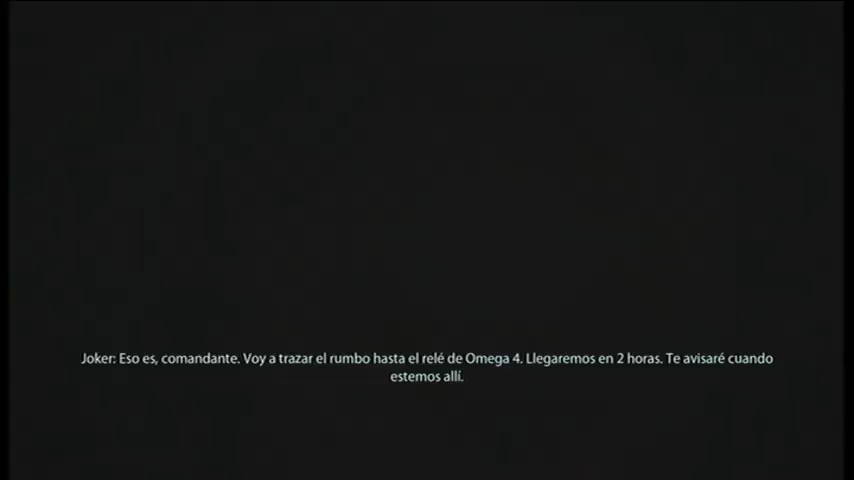 Joker: Eso es, comandante. Voy a trazar el rumbo hasta el relé de Omega 4. Llegaremos en 2 horas. Te avisaré cuando
estemos allí.